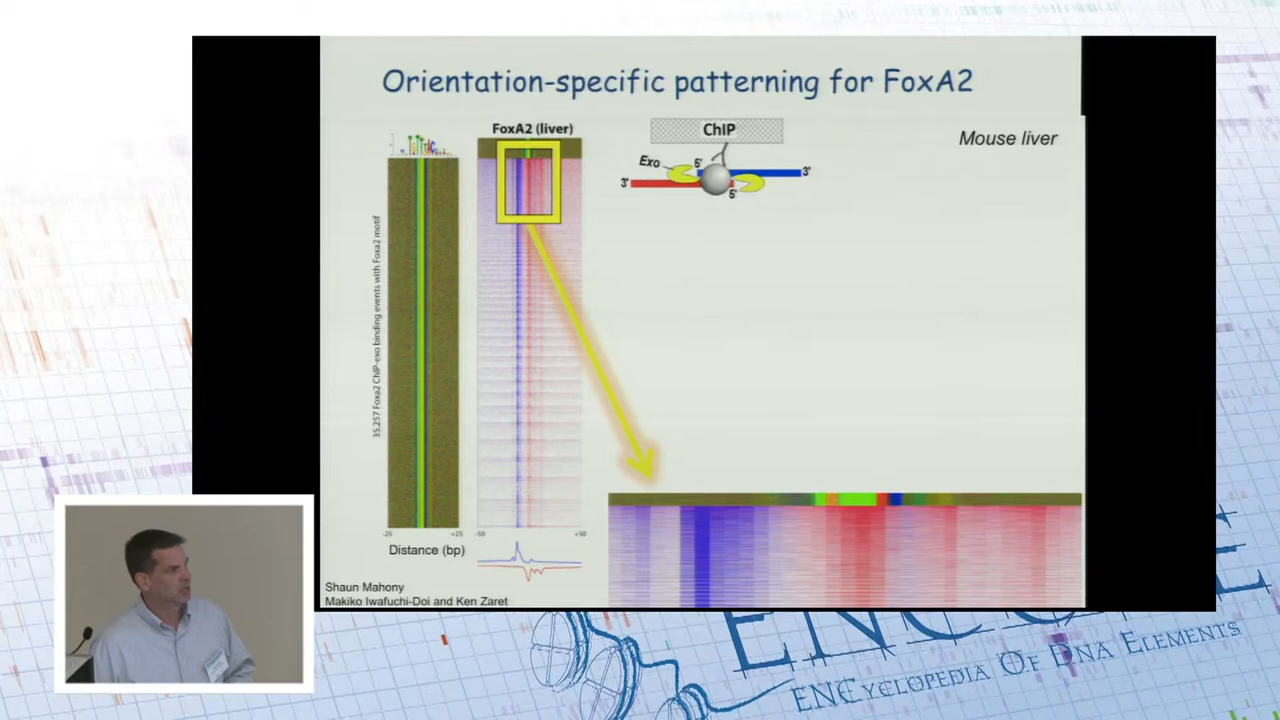 Orientation-specific patterning for FoxA2
FoxA2 (liver)
ChIP
Mouse liver
Exo
5'
3'
3'
5'
35,257 Foxa2 ChIP-exo binding events with Foxa2 motif
-25
+25
-50
+50
Distance (bp)
Shaun Mahony
Makiko Iwafuchi-Doi and Ken Zaret
ENCyclopedia Of DNA Elements